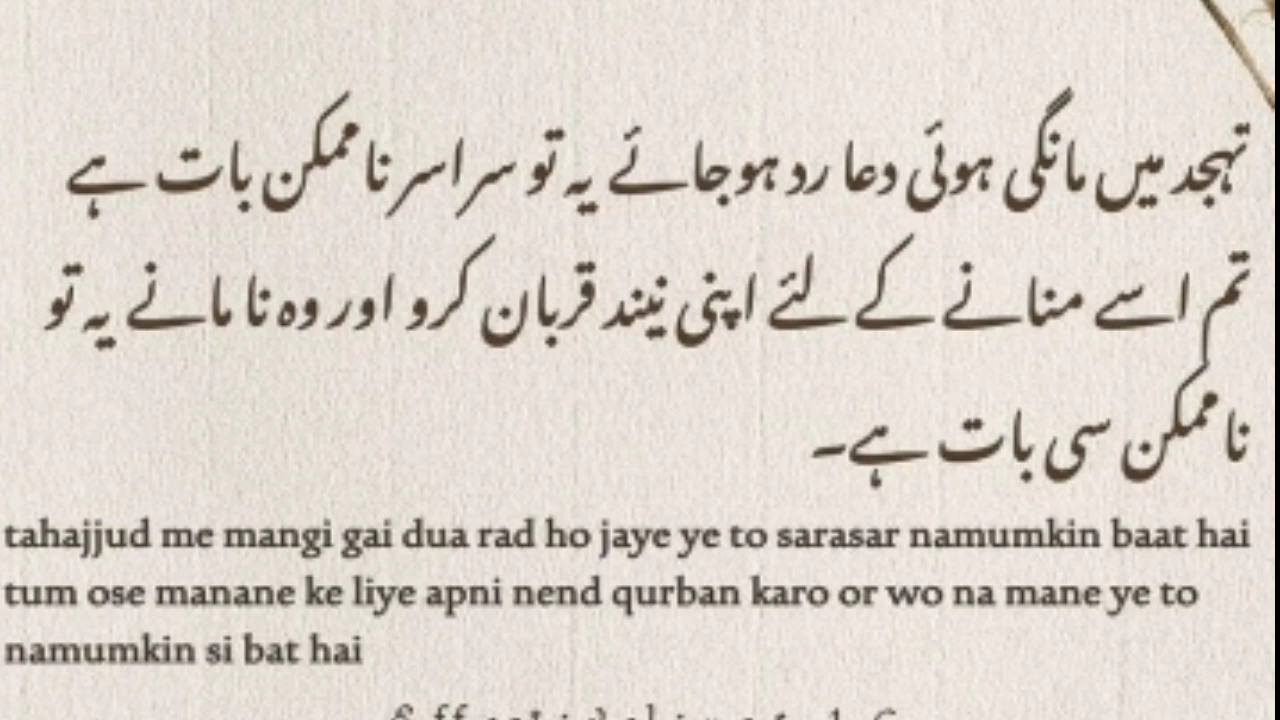 تہجد میں مانگی ہوئی دعا رد ہوجائے یہ تو سراسر ناممکن بات ہے
تم اسے منانے کے لئے اپنی نیند قربان کرو اور وہ نا مانے یہ تو
ناممکن سی بات ہے۔
tahajjud me mangi gai dua rad ho jaye ye to sarasar namumkin baat hai
tum ose manane ke liye apni nend qurban karo or wo na mane ye to
namumkin si bat hai